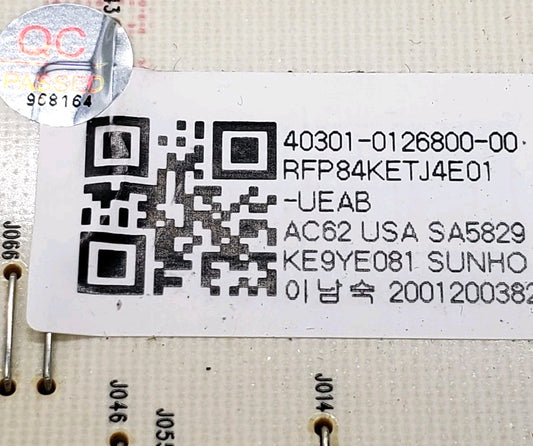 QC
PASSED
968164
40301-0126800-00
RFP84KETJ4E01
-UEAB
AC62 USA SA5829
KE9YE081 SUNHO
이남숙 2001200382
J066
J046
J014